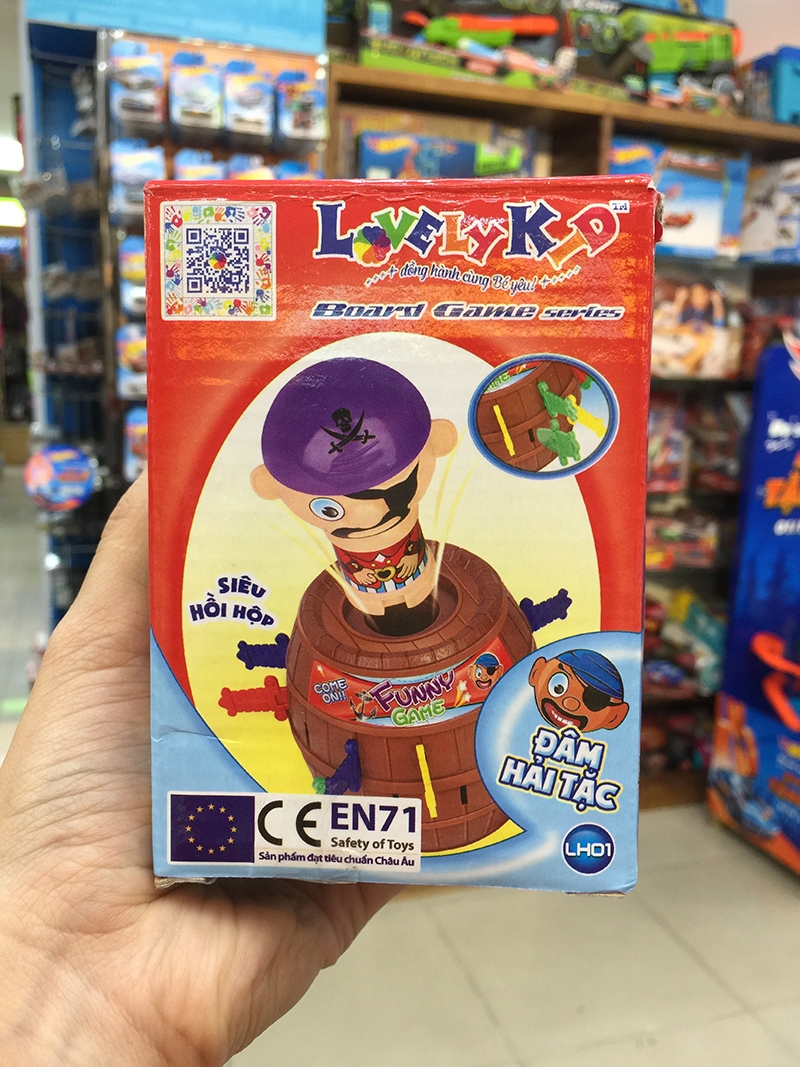 LOVELYKID™
đồng hành cùng Bé yêu!
Board Game series
SIÊU
HỒI HỘP
COME
ON!!
FUNNY
GAME
ĐÂM
HẢI TẶC
CE EN71
Safety of Toys
Sản phẩm đạt tiêu chuẩn Châu Âu
LH01